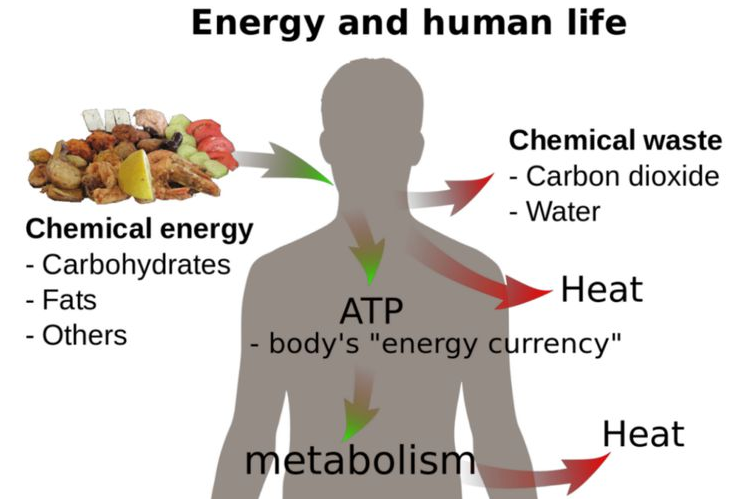 Energy and human life
Chemical energy
- Carbohydrates
- Fats
- Others
Chemical waste
- Carbon dioxide
- Water
Heat
ATP
- body's "energy currency"
metabolism
Heat